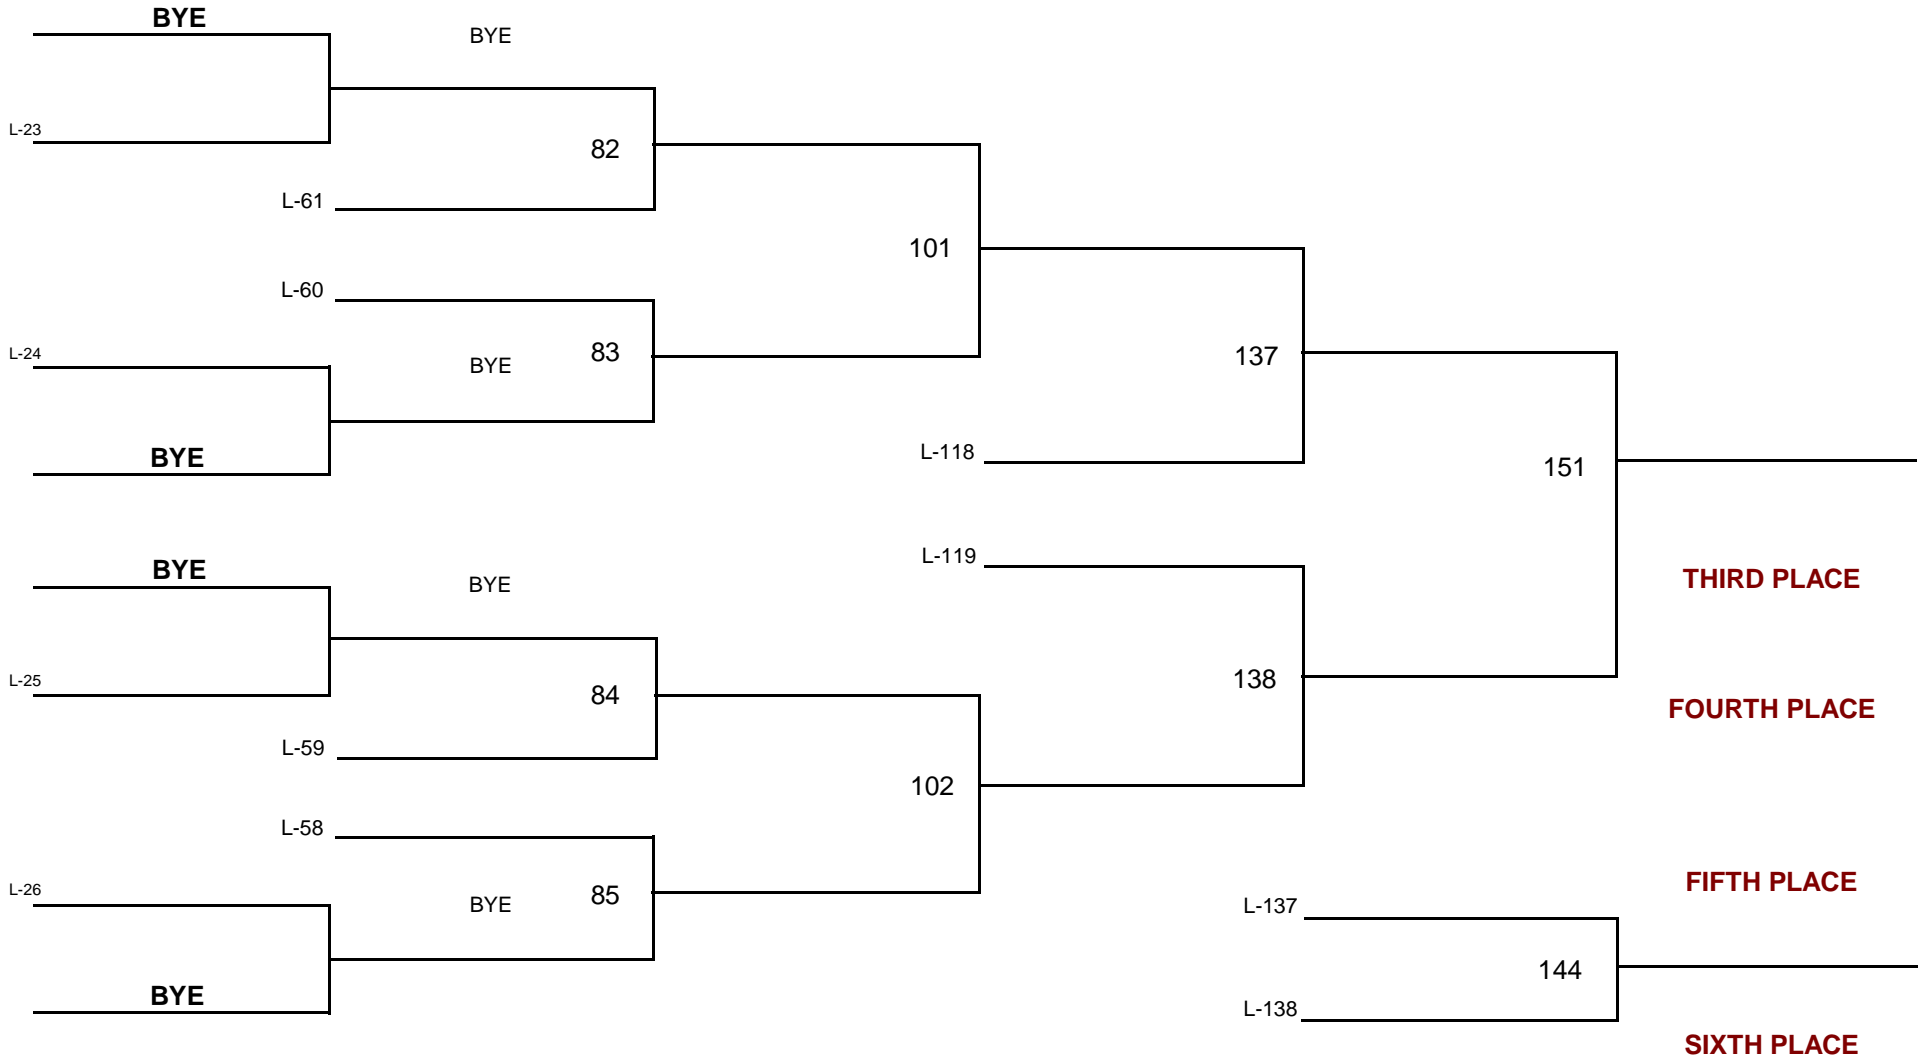 BYE
BYE
L-23
82
L-61
101
L-60
83
L-24
BYE
137
L-118
BYE
151
L-119
BYE
BYE
THIRD PLACE
L-25
84
138
FOURTH PLACE
L-59
102
L-58
FIFTH PLACE
L-26
85
BYE
L-137
144
BYE
L-138
SIXTH PLACE